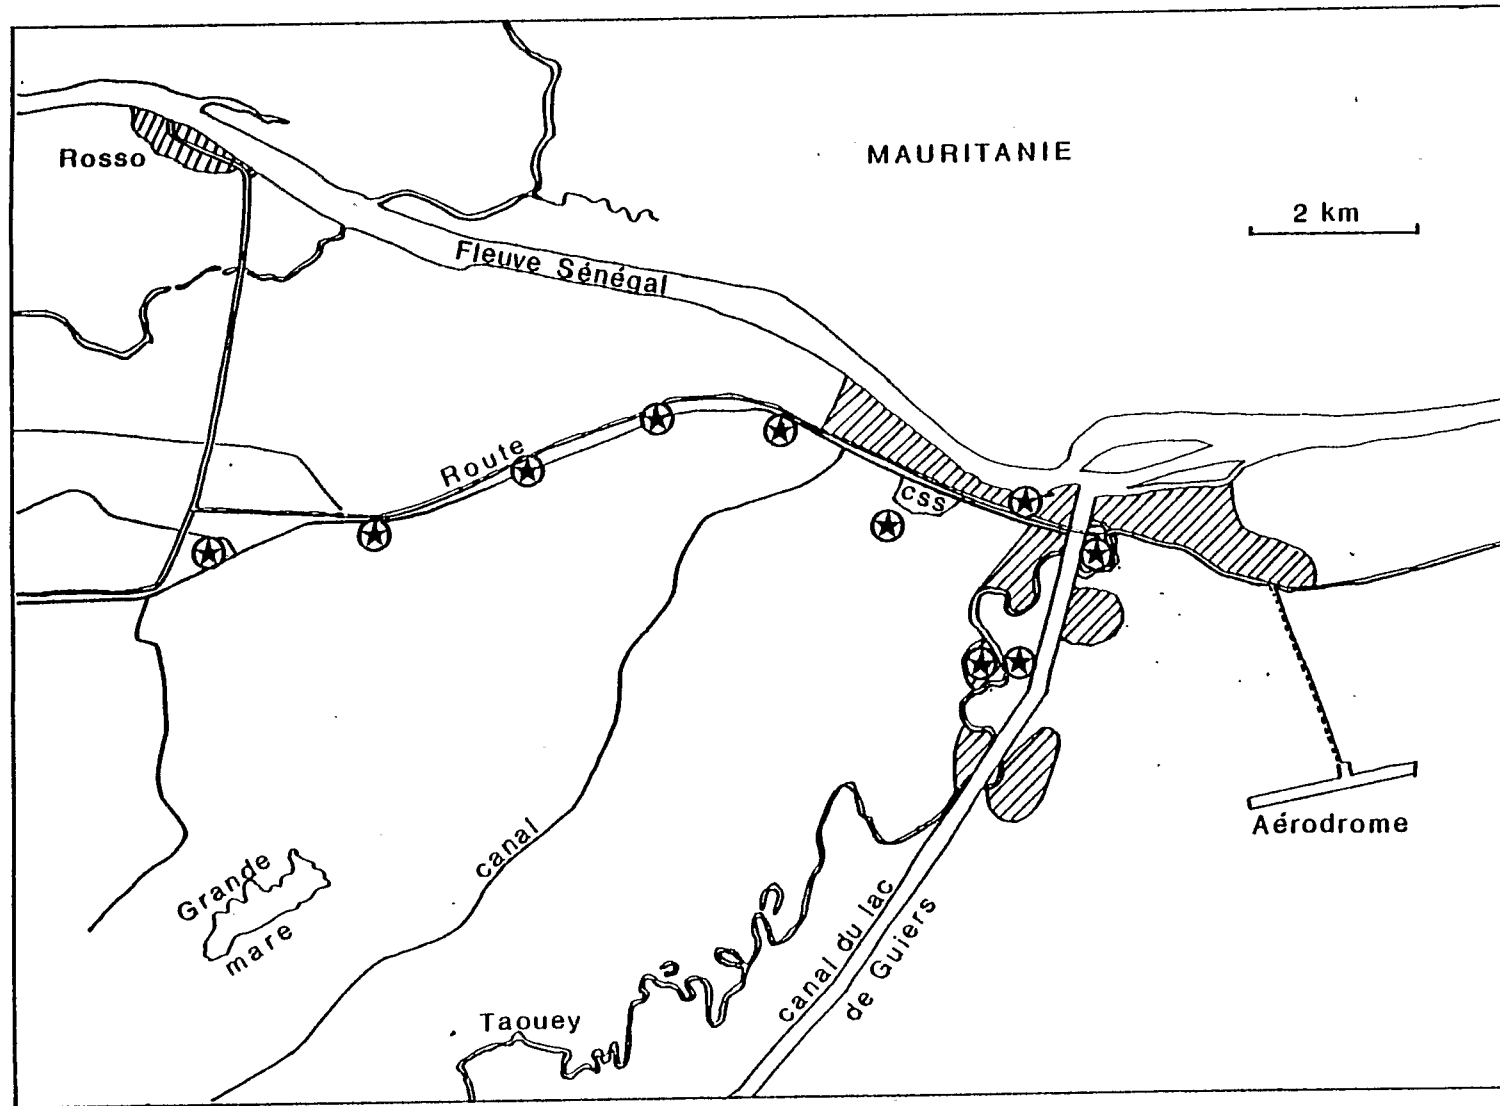 MAURITANIE
Rosso
2 km
Fleuve Sénégal
Route
CSS
Aérodrome
canal
Grande
mare
canal du lac
de Guiers
Taouey